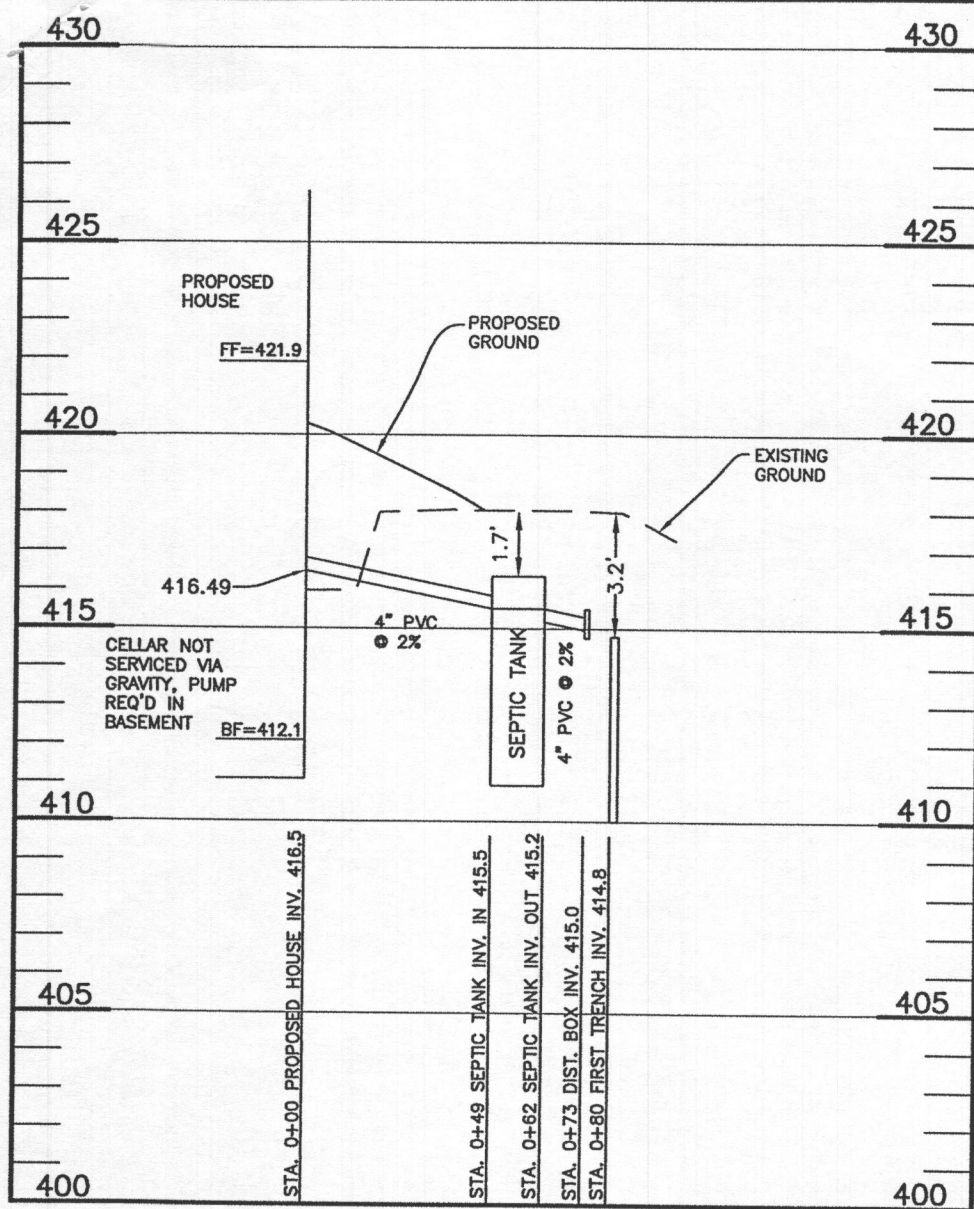 430 430
425 425
PROPOSED
HOUSE
PROPOSED
GROUND
FF=421.9
420 420
EXISTING
GROUND
1.7'
3.2'
416.49
415 415
4" PVC
@ 2%
SEPTIC TANK
4" PVC @ 2%
CELLAR NOT
SERVICED VIA
GRAVITY, PUMP
REQ'D IN
BASEMENT
BF=412.1
410 410
405 405
STA. 0+00 PROPOSED HOUSE INV. 416.5
STA. 0+49 SEPTIC TANK INV. IN 415.5
STA. 0+62 SEPTIC TANK INV. OUT 415.2
STA. 0+73 DIST. BOX INV. 415.0
STA. 0+80 FIRST TRENCH INV. 414.8
400 400